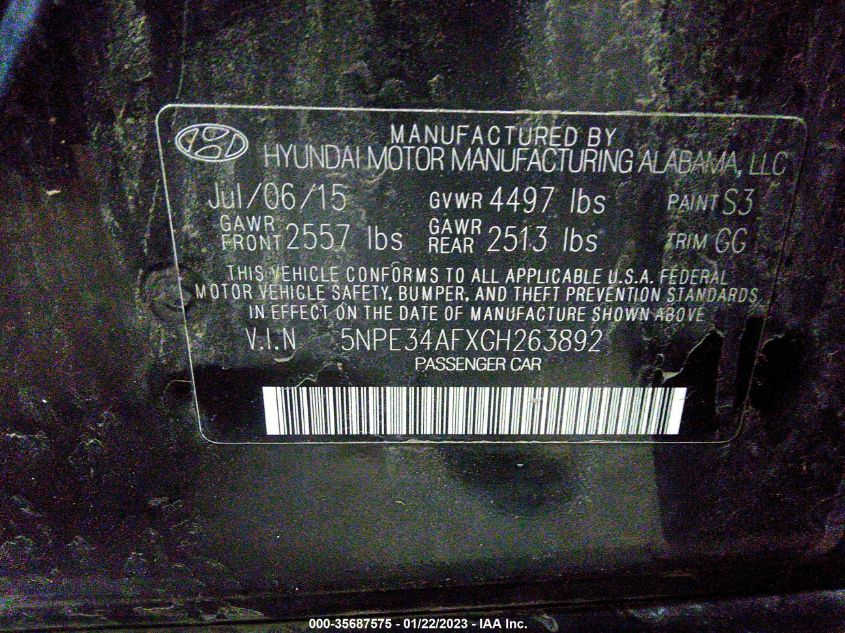 MANUFACTURED BY
HYUNDAI MOTOR MANUFACTURING ALABAMA, LLC
Jul/06/15 GVWR 4497 lbs PAINT S3
GAWR FRONT 2557 lbs GAWR REAR 2513 lbs TRIM GG
THIS VEHICLE CONFORMS TO ALL APPLICABLE U.S.A. FEDERAL
MOTOR VEHICLE SAFETY, BUMPER, AND THEFT PREVENTION STANDARDS
IN EFFECT ON THE DATE OF MANUFACTURE SHOWN ABOVE
V.I.N 5NPE34AFXGH263892
PASSENGER CAR
000-35687575 - 01/22/2023 - IAA Inc.